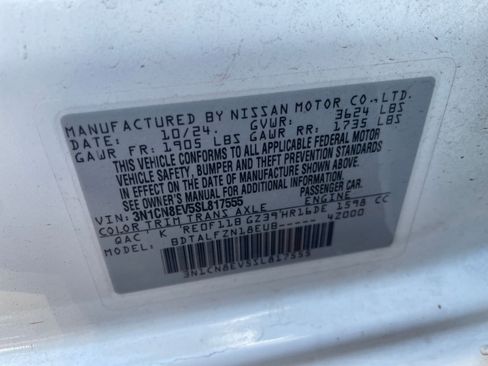 MANUFACTURED BY NISSAN MOTOR CO.,LTD.
DATE: 10/24. GVWR: 3624 LBS
GAWR FR: 1905 LBS GAWR RR: 1735 LBS
THIS VEHICLE CONFORMS TO ALL APPLICABLE FEDERAL MOTOR
VEHICLE SAFETY, BUMPER AND THEFT PREVENTION STANDARDS
IN EFFECT ON THE DATE OF MANUFACTURE SHOWN ABOVE.
SEE OWNER'S MANUAL FOR ADDITIONAL INFORMATION.
VIN: 3N1CN8EV5SL817555 PASSENGER CAR.
COLOR TRIM TRANS AXLE ENGINE
QAC K RE0F11B GZ39 HR16DE 1598 CC
MODEL: BDTALFZN18EUB----- 42000
3N1CN8EV5SL817555